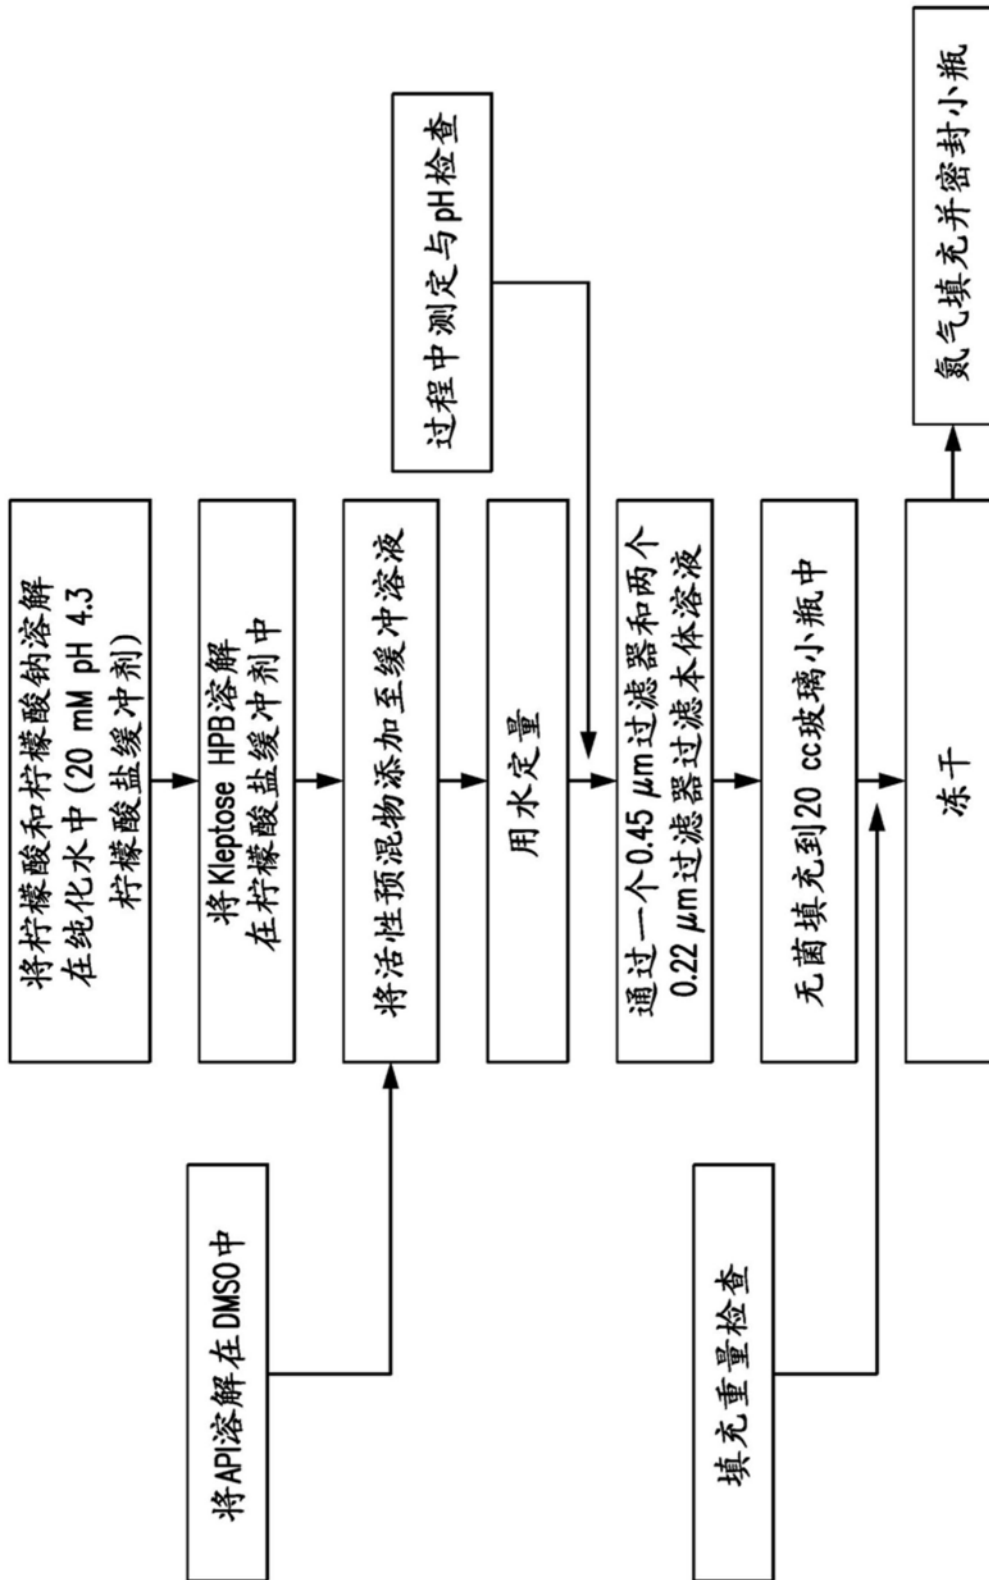 将柠檬酸和柠檬酸钠溶解
在纯化水中(20 mM pH 4.3
柠檬酸盐缓冲剂)
将Kleptose HPB溶解
在柠檬酸盐缓冲剂中
将API溶解在DMSO中
将活性预混物添加至缓冲溶液
用水定量
过程中测定与pH检查
通过一个0.45 μm过滤器和两个
0.22 μm过滤器过滤本体溶液
无菌填充到20 cc玻璃小瓶中
填充重量检查
冻干
氮气填充并密封小瓶